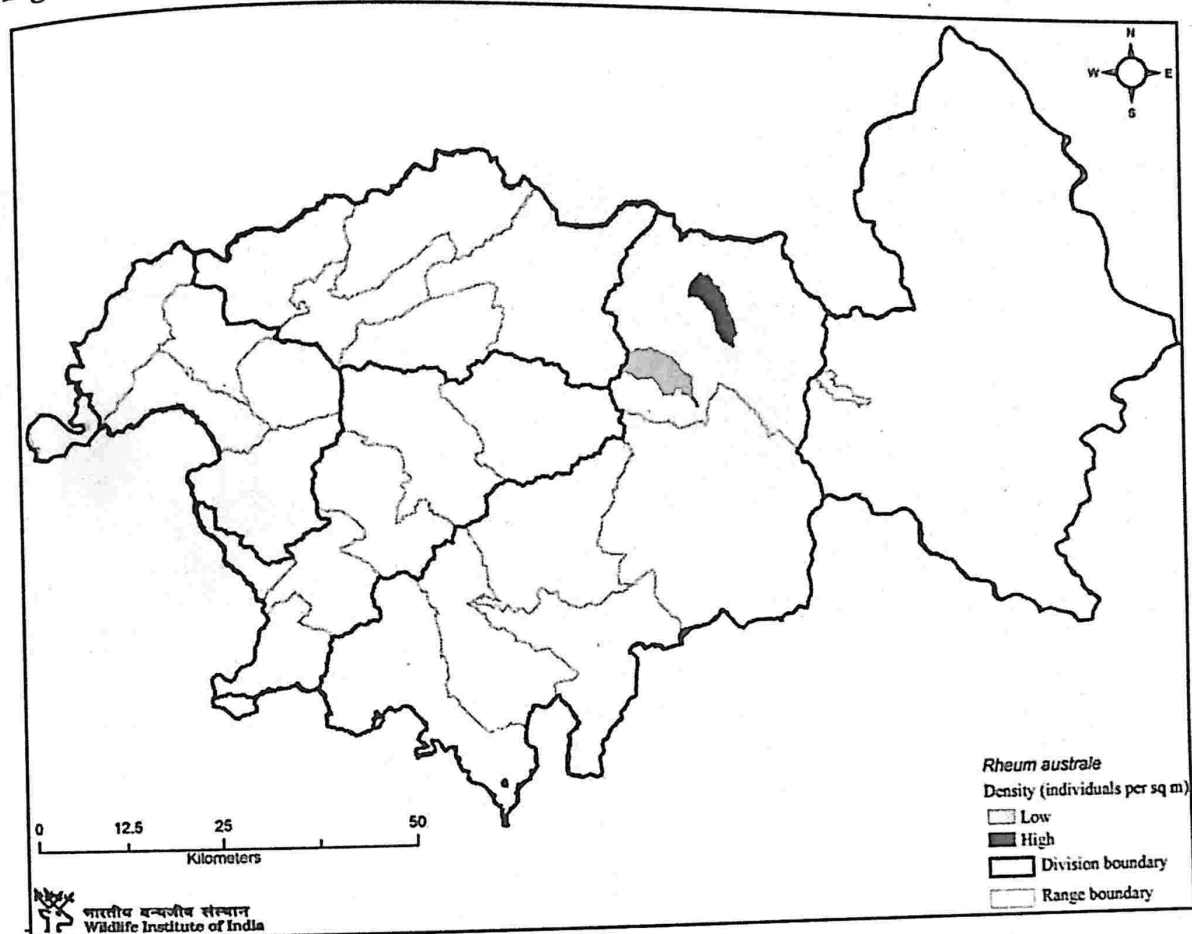 N
W E
S
Rheum australe
Density (individuals per sq m)
Low
High
Division boundary
Range boundary
0 12.5 25 50
Kilometers
भारतीय वन्यजीव संस्थान
Wildlife Institute of India